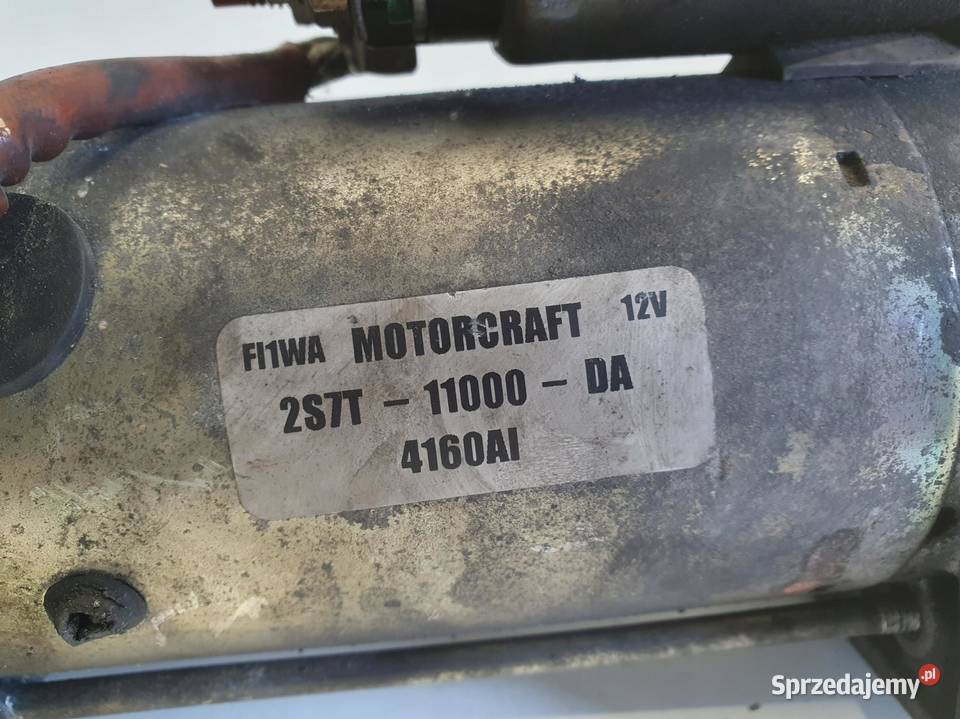 FI1WA MOTORCRAFT 12V
2S7T - 11000 - DA
4160AI
Sprzedajemy.pl